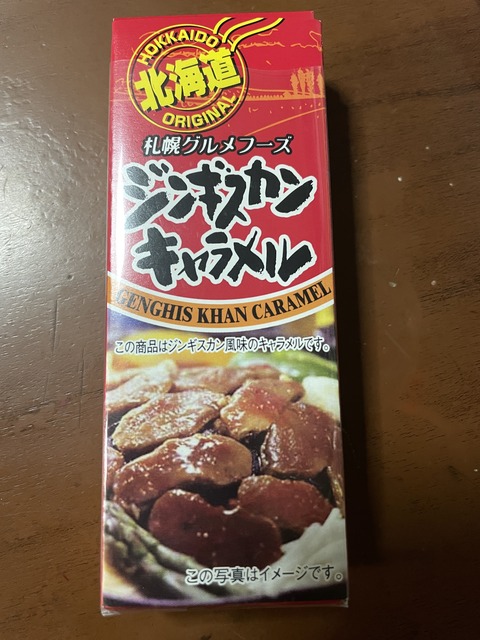 HOKKAIDO
北海道
ORIGINAL
札幌グルメフーズ
ジンギスカン
キャラメル
GENGHIS KHAN CARAMEL
この商品はジンギスカン風味のキャラメルです。
この写真はイメージです。